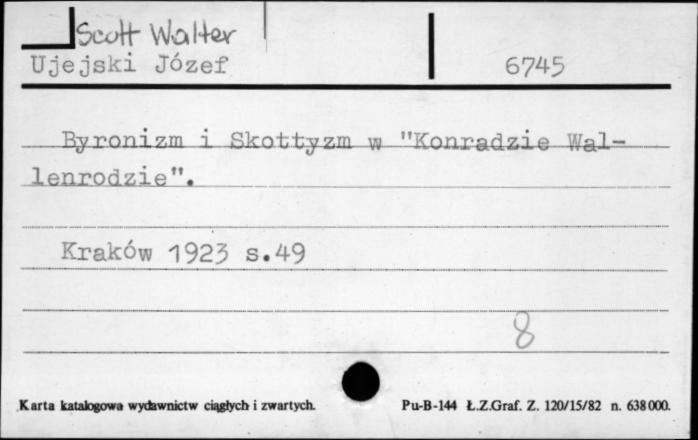 Scott Walter
Ujejski Józef 6745
Byronizm i Skottyzm w "Konradzie Wal-
lenrodzie".
Kraków 1923 s.49
8
Karta katalogowa wydawnictw ciągłych i zwartych. Pu-B-144 Ł.Z.Graf. Z. 120/15/82 n. 638000.